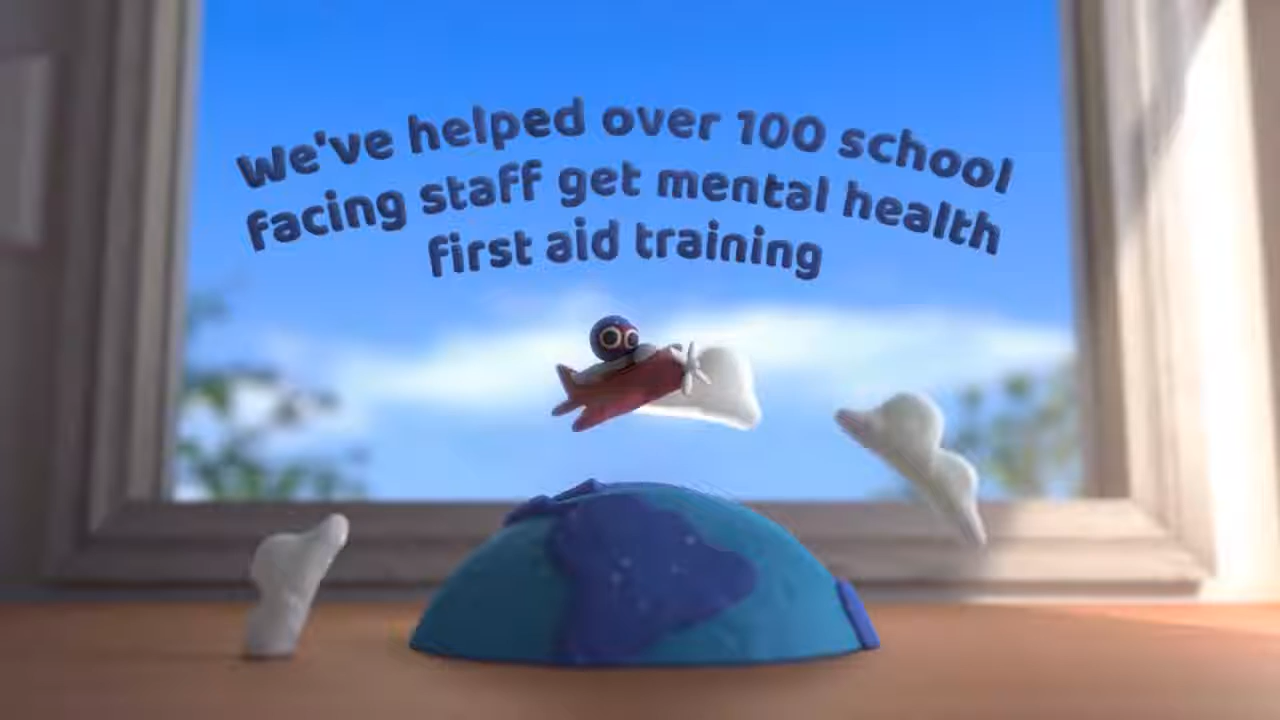 We've helped over 100 school
facing staff get mental health
first aid training